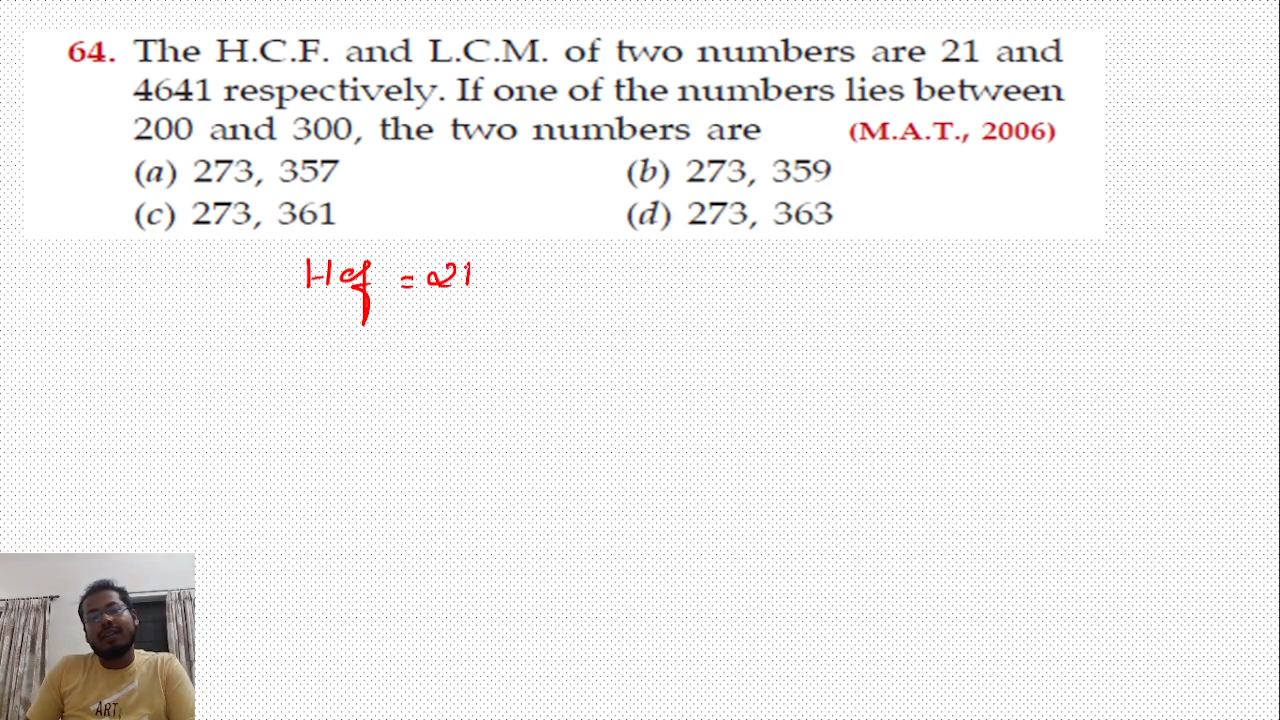 64. The H.C.F. and L.C.M. of two numbers are 21 and
4641 respectively. If one of the numbers lies between
200 and 300, the two numbers are (M.A.T., 2006)
(a) 273, 357 (b) 273, 359
(c) 273, 361 (d) 273, 363
Hcf = 21
ART